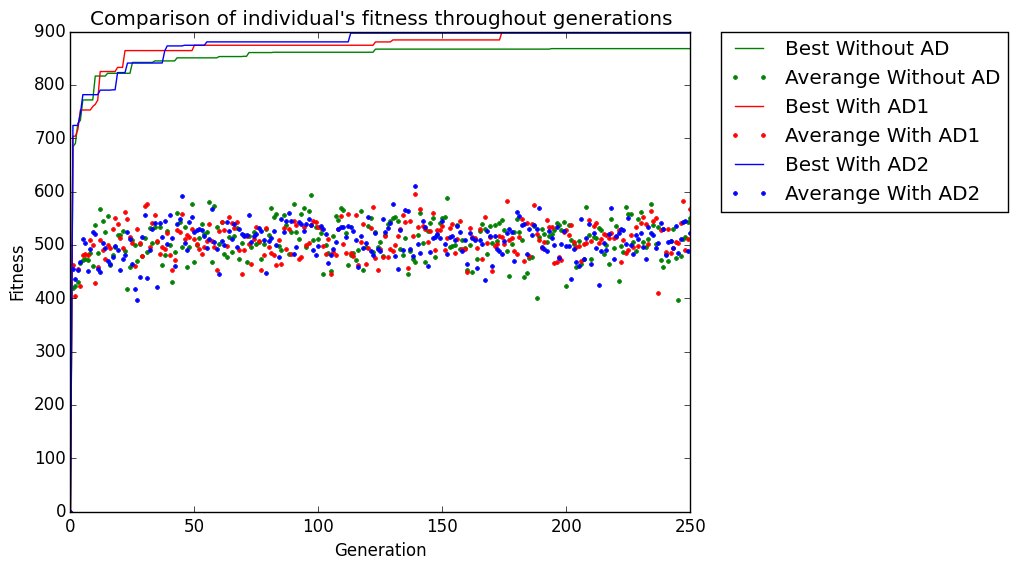 Comparison of individual's fitness throughout generations
900
800
700
600
500
400
300
200
100
0
Fitness
0 50 100 150 200 250
Generation
Best Without AD
Averange Without AD
Best With AD1
Averange With AD1
Best With AD2
Averange With AD2